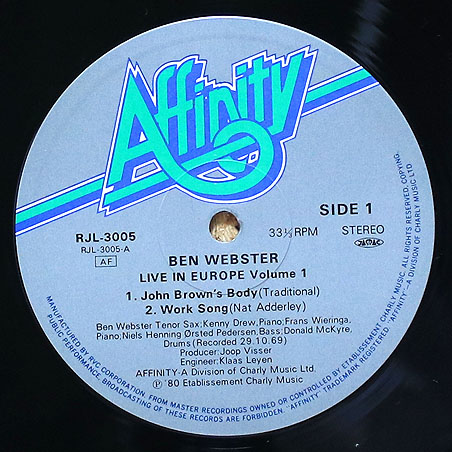 Affinity
RJL-3005
RJL-3005-A
AF
33⅓RPM
SIDE 1
STEREO
JASRAC
BEN WEBSTER
LIVE IN EUROPE Volume 1
1. John Brown's Body(Traditional)
2. Work Song(Nat Adderley)
Ben Webster Tenor Sax;Kenny Drew,Piano;Frans Wieringa,
Piano;Niels Henning Ørsted Pedersen,Bass;Donald McKyre,
Drums (Recorded 29.10.69)
Producer:Joop Visser
Engineer:Klaas Leyen
AFFINITY-A Division of Charly Music Ltd.
Ⓟ '80 Etablissement Charly Music
MANUFACTURED BY RVC CORPORATION FROM MASTER RECORDINGS OWNED OR CONTROLLED BY ETABLISSEMENT CHARLY MUSIC. ALL RIGHTS RESERVED, COPYING,
PUBLIC PERFORMANCE, BROADCASTING OF THESE RECORDS ARE FORBIDDEN. "AFFINITY" TRADEMARK REGISTERED. "AFFINITY"-A DIVISION OF CHARLY MUSIC LTD